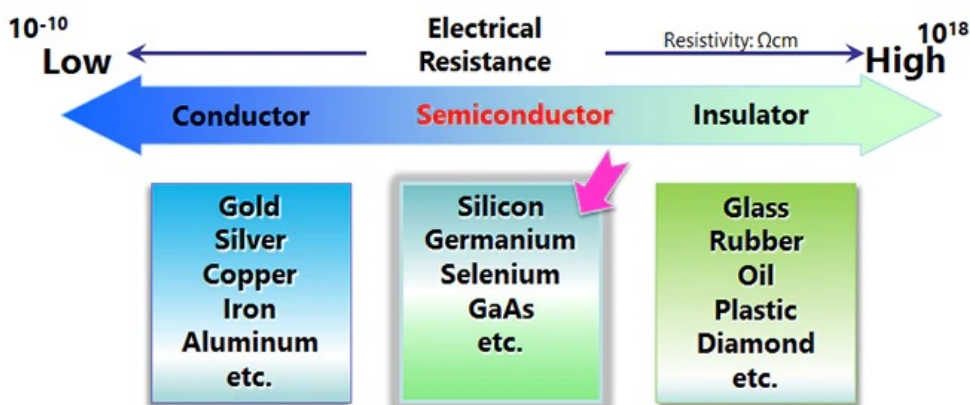 10⁻¹⁰
Low
Electrical
Resistance
Resistivity: Ωcm
10¹⁸
High
Conductor
Semiconductor
Insulator
Gold
Silver
Copper
Iron
Aluminum
etc.
Silicon
Germanium
Selenium
GaAs
etc.
Glass
Rubber
Oil
Plastic
Diamond
etc.